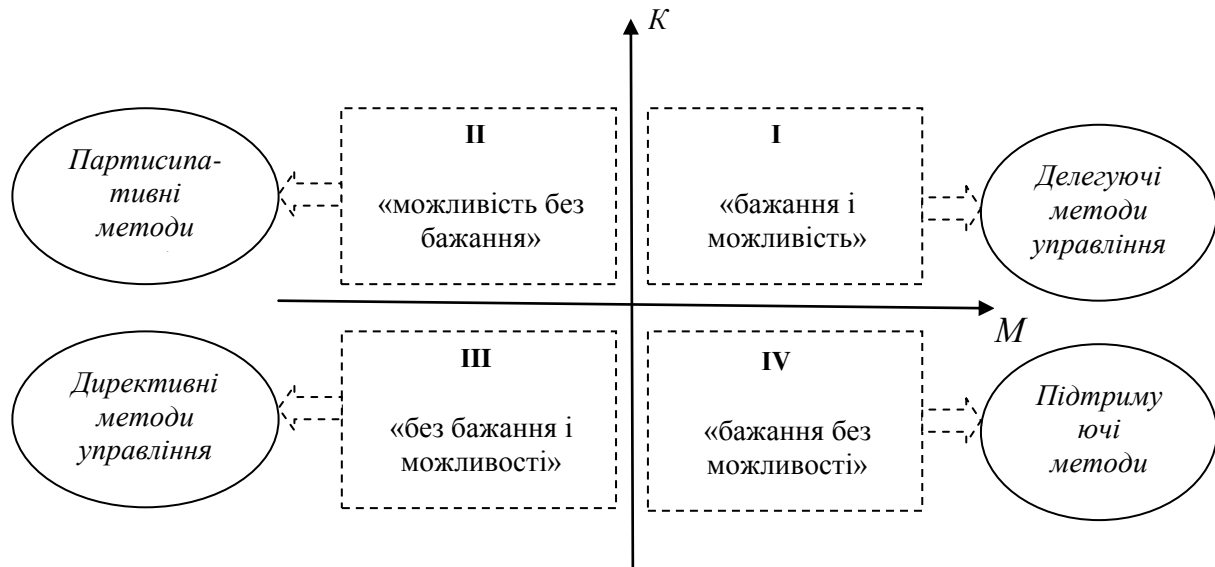 К
Партисипа-
тивні
методи
II
«можливість без
бажання»
I
«бажання і
можливість»
Делегуючі
методи
управління
М
Директивні
методи
управління
III
«без бажання і
можливості»
IV
«бажання без
можливості»
Підтриму
ючі
методи